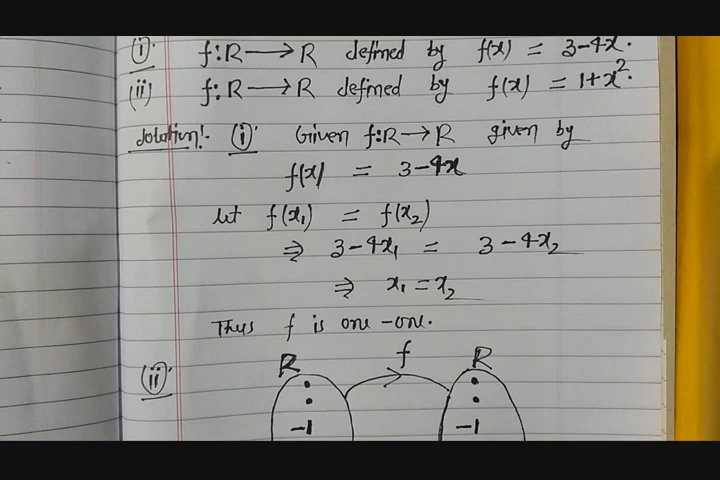 (i) f:R→R defined by f(x) = 3-4x.
(ii) f:R→R defined by f(x) = 1+x².
Solution:- (i) Given f:R→R given by
f(x) = 3-4x
Let f(x₁) = f(x₂)
⇒ 3-4x₁ = 3-4x₂
⇒ x₁ = x₂
Thus f is one-one.
(ii) R f R
-1 -1